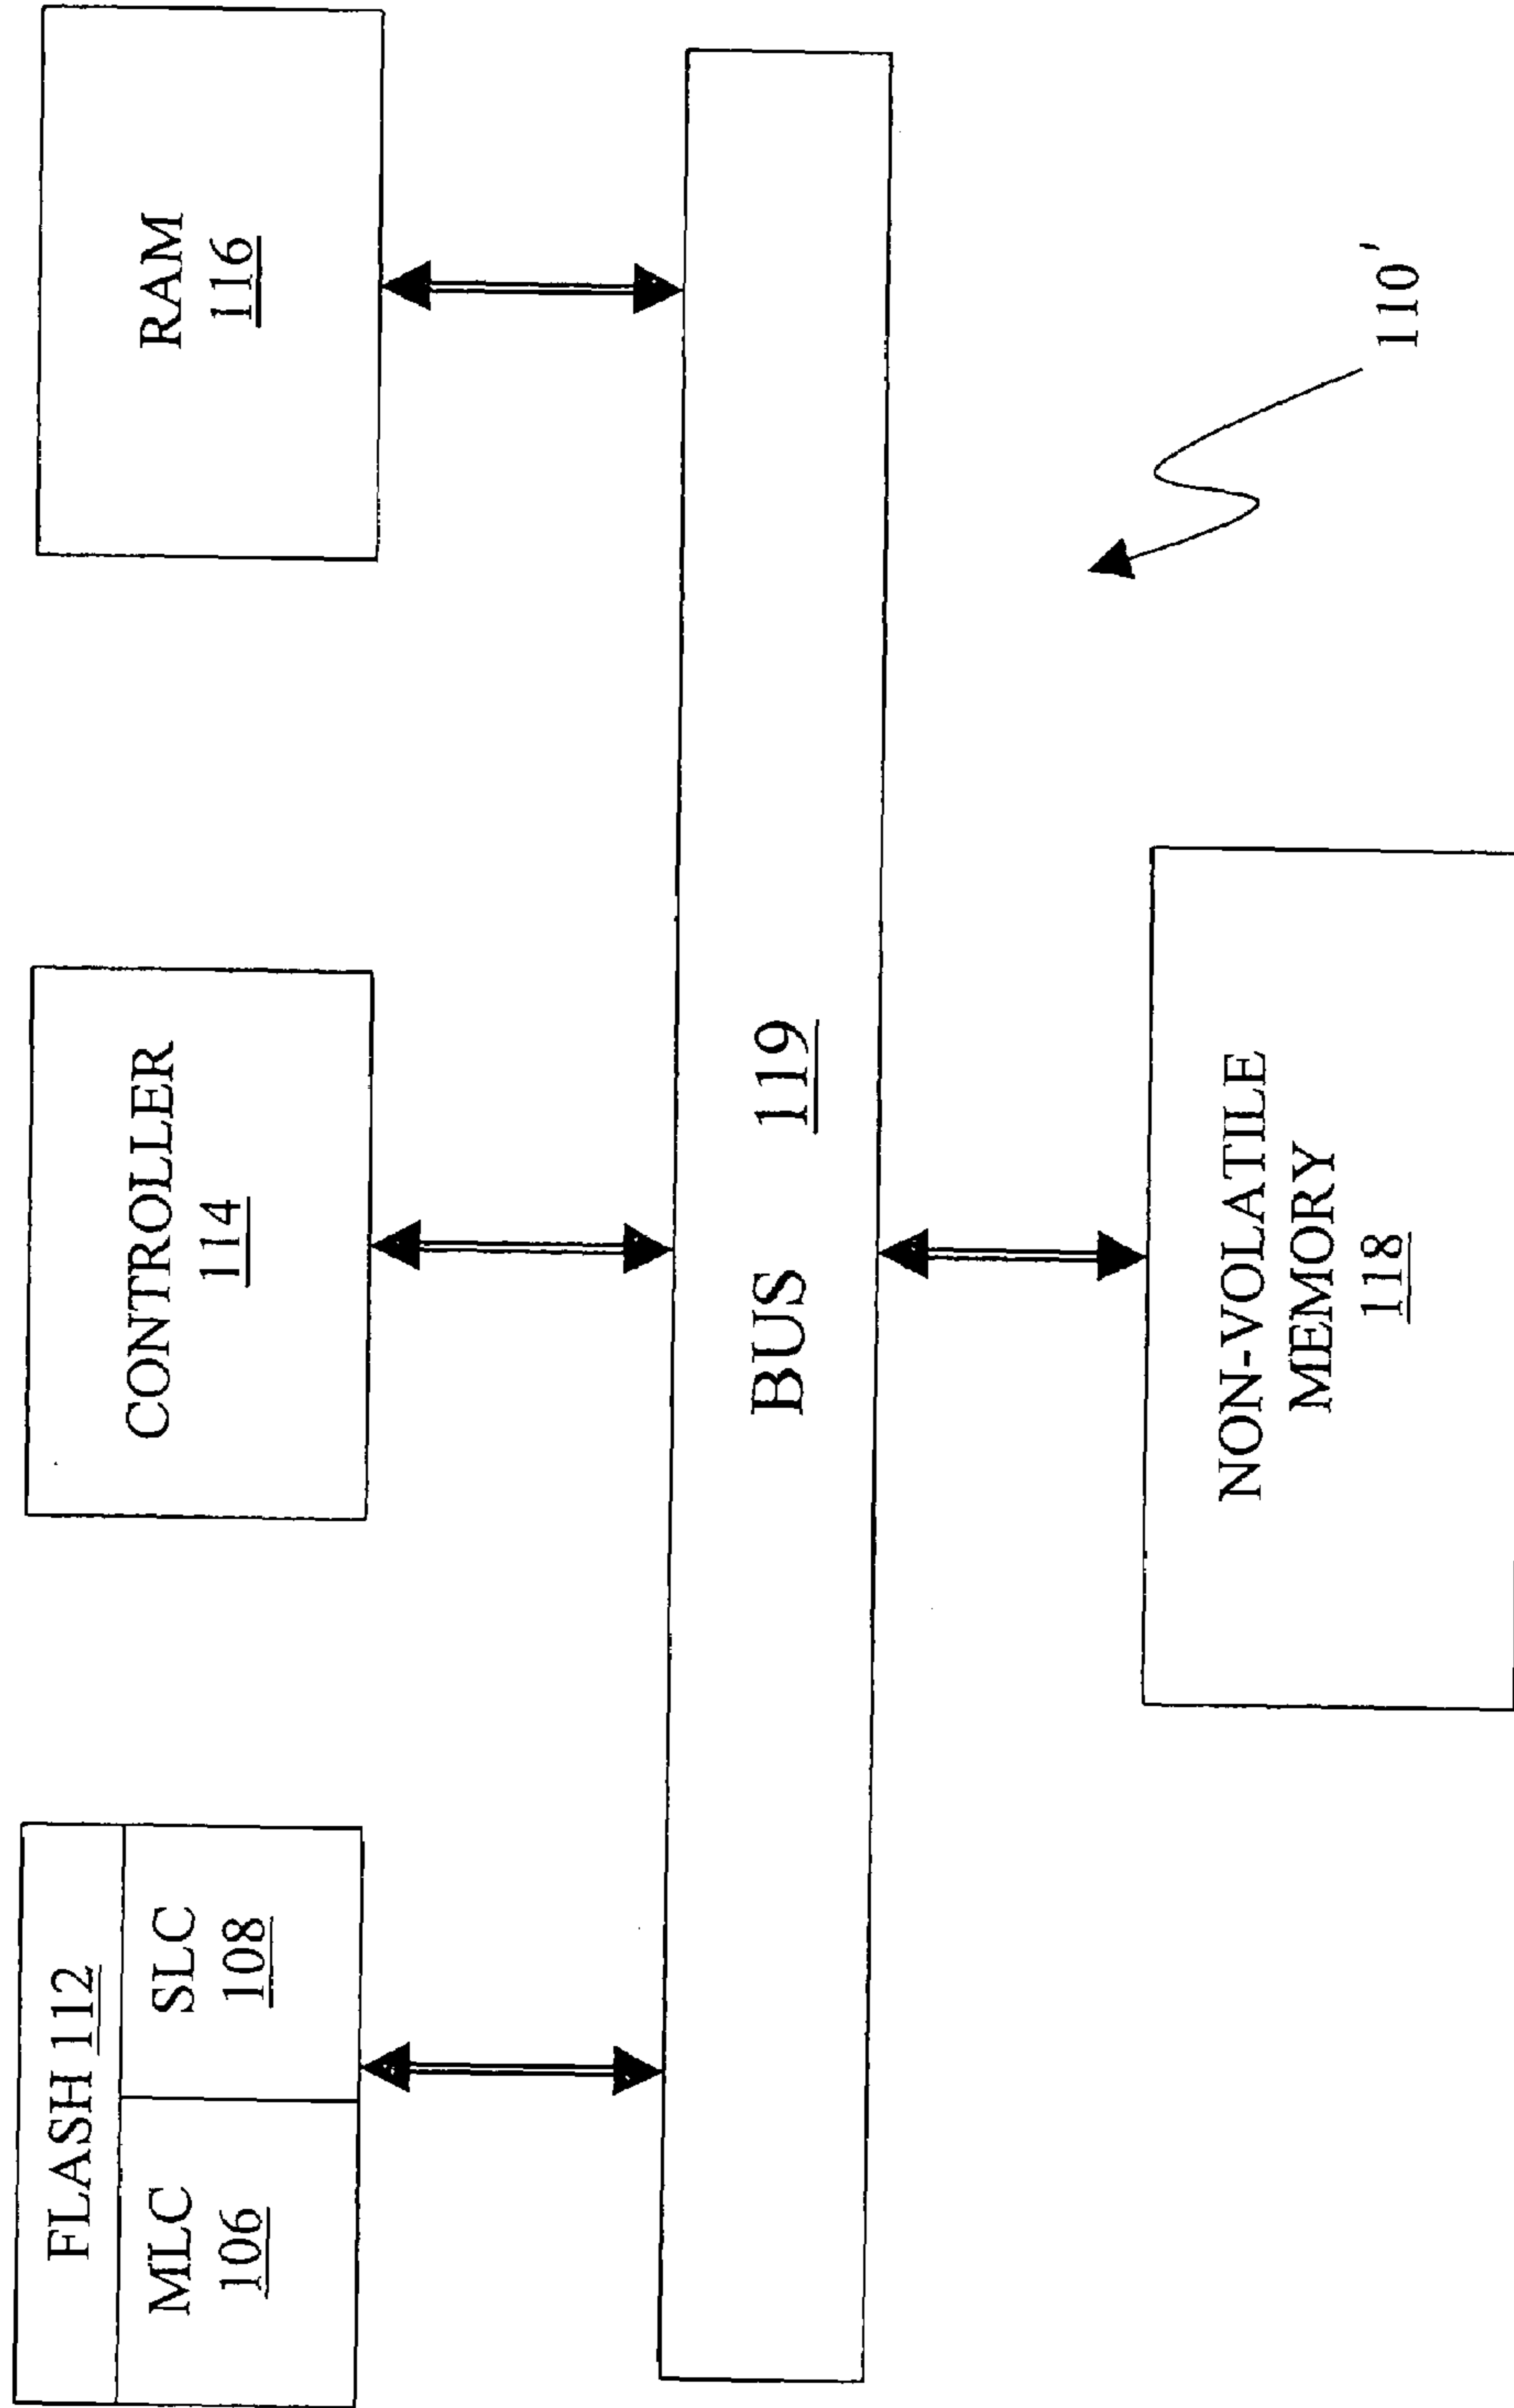 FLASH 112
MLC
106
SLC
108
CONTROLLER
114
RAM
116
BUS 119
NON-VOLATILE
MEMORY
118
110'